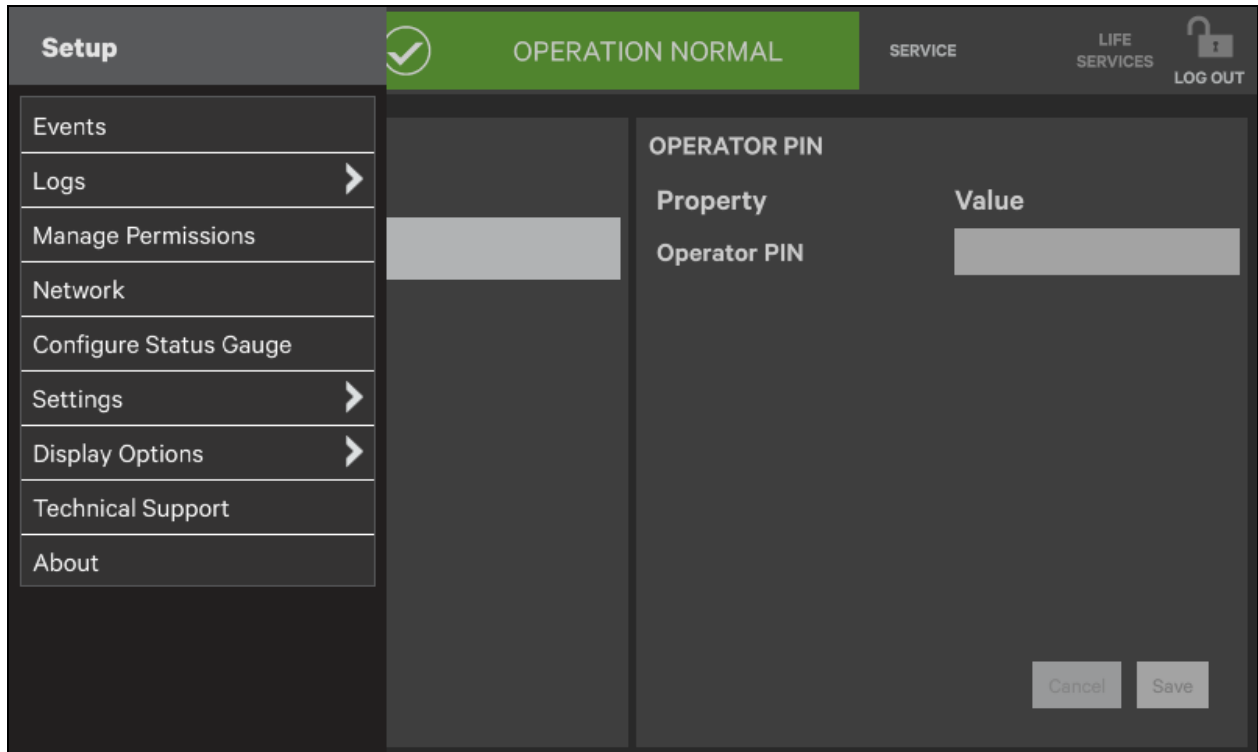 Setup
OPERATION NORMAL
SERVICE
LIFE
SERVICES
LOG OUT
Events
Logs
Manage Permissions
Network
Configure Status Gauge
Settings
Display Options
Technical Support
About
OPERATOR PIN
Property Value
Operator PIN
Cancel Save